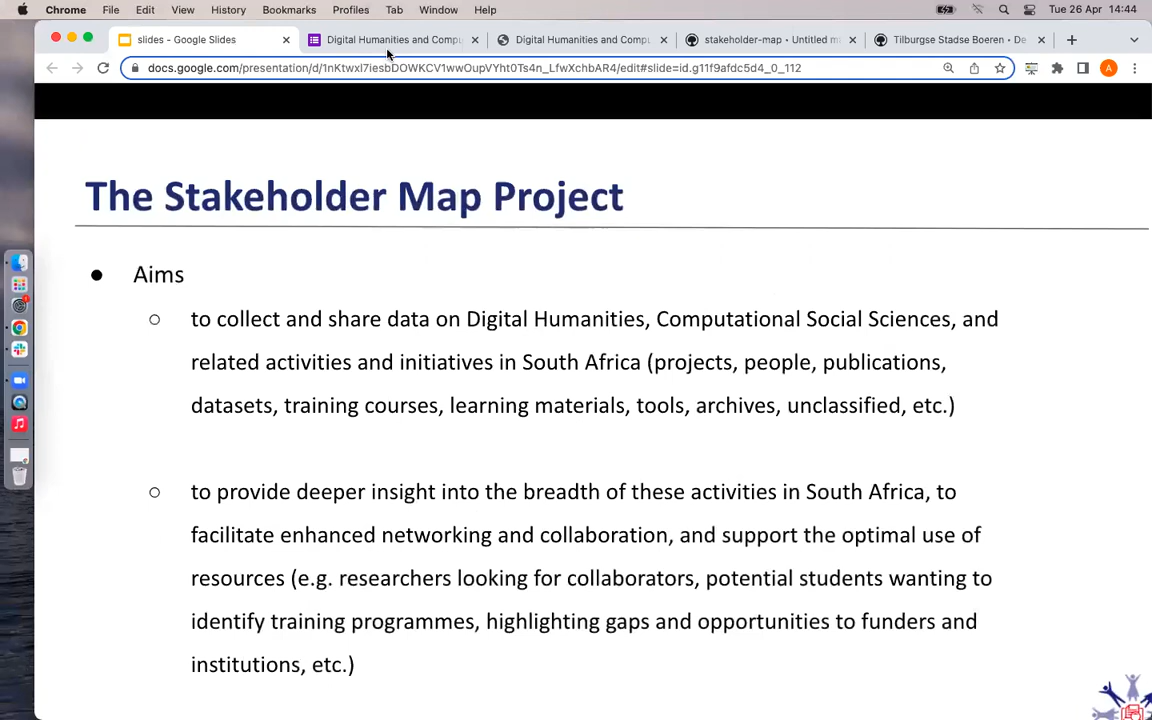 Chrome File Edit View History Bookmarks Profiles Tab Window Help Tue 26 Apr 14:44
slides - Google Slides Digital Humanities and Compu Digital Humanities and Compu stakeholder-map • Untitled m Tilburgse Stadse Boeren • De
docs.google.com/presentation/d/1nKtwxl7iesbDOWKCV1wwOupVYht0Ts4n_LfwXchbAR4/edit#slide=id.g11f9afdc5d4_0_112 A
The Stakeholder Map Project
● Aims
○ to collect and share data on Digital Humanities, Computational Social Sciences, and
related activities and initiatives in South Africa (projects, people, publications,
datasets, training courses, learning materials, tools, archives, unclassified, etc.)
○ to provide deeper insight into the breadth of these activities in South Africa, to
facilitate enhanced networking and collaboration, and support the optimal use of
resources (e.g. researchers looking for collaborators, potential students wanting to
identify training programmes, highlighting gaps and opportunities to funders and
institutions, etc.)